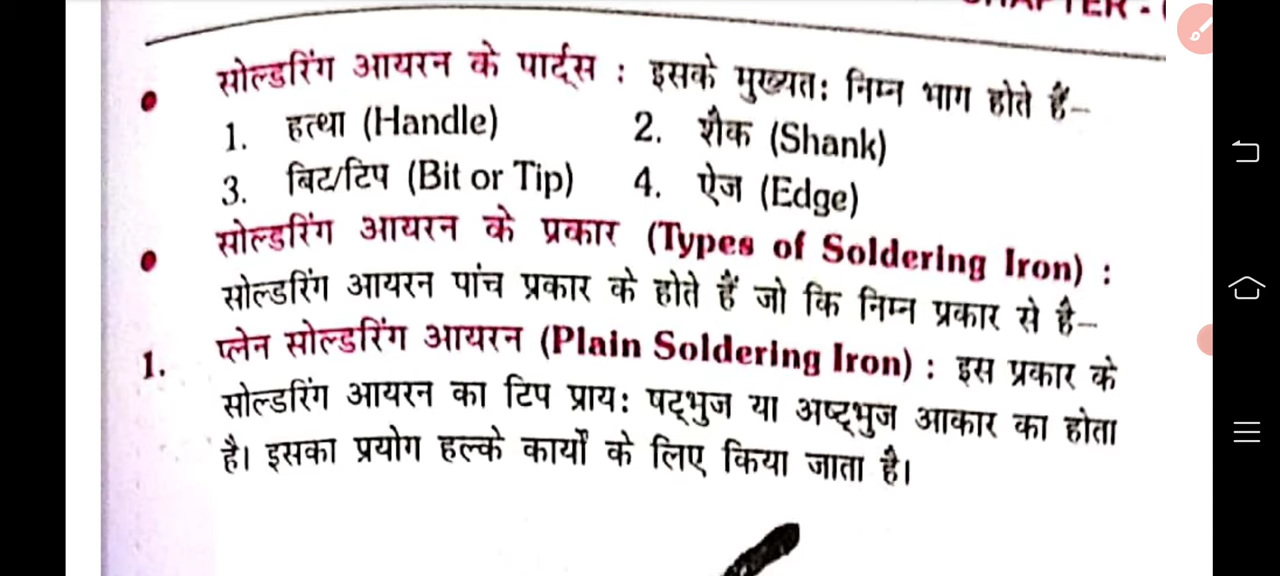 • सोल्डरिंग आयरन के पार्ट्स : इसके मुख्यतः निम्न भाग होते हैं–
1. हत्था (Handle) 2. शैंक (Shank)
3. बिट/टिप (Bit or Tip) 4. ऐज (Edge)
• सोल्डरिंग आयरन के प्रकार (Types of Soldering Iron) :
सोल्डरिंग आयरन पांच प्रकार के होते हैं जो कि निम्न प्रकार से है–
1. प्लेन सोल्डरिंग आयरन (Plain Soldering Iron) : इस प्रकार के
सोल्डरिंग आयरन का टिप प्रायः षट्भुज या अष्ट्भुज आकार का होता
है। इसका प्रयोग हल्के कार्यों के लिए किया जाता है।